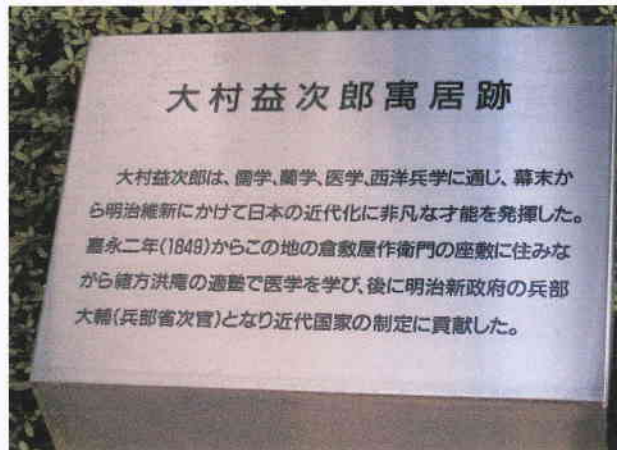 大村益次郎寓居跡
大村益次郎は、儒学、蘭学、医学、西洋兵学に通じ、幕末か
ら明治維新にかけて日本の近代化に非凡な才能を発揮した。
嘉永二年(1849)からこの地の倉敷屋作衛門の座敷に住みな
がら緒方洪庵の適塾で医学を学び、後に明治新政府の兵部
大輔(兵部省次官)となり近代国家の制定に貢献した。